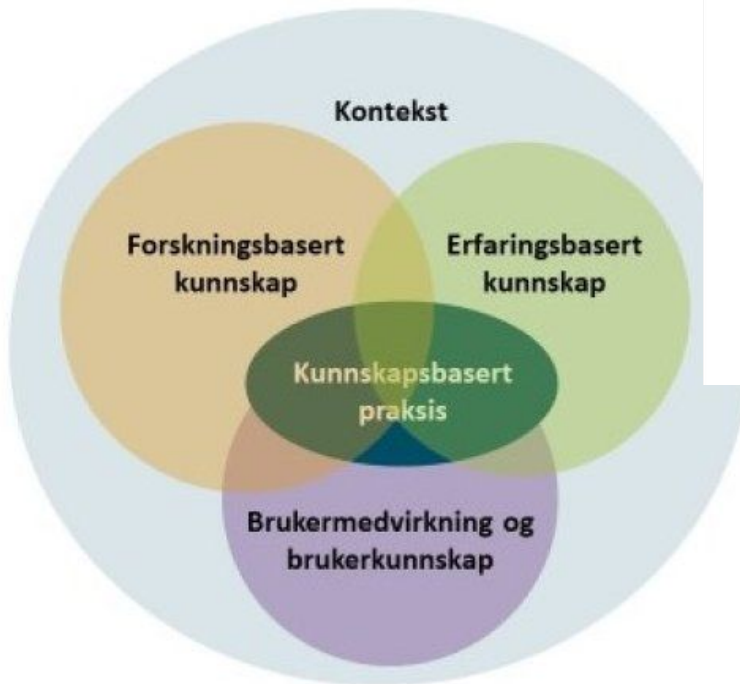 Kontekst
Forskningsbasert
kunnskap
Erfaringsbasert
kunnskap
Kunnskapsbasert
praksis
Brukermedvirkning og
brukerkunnskap